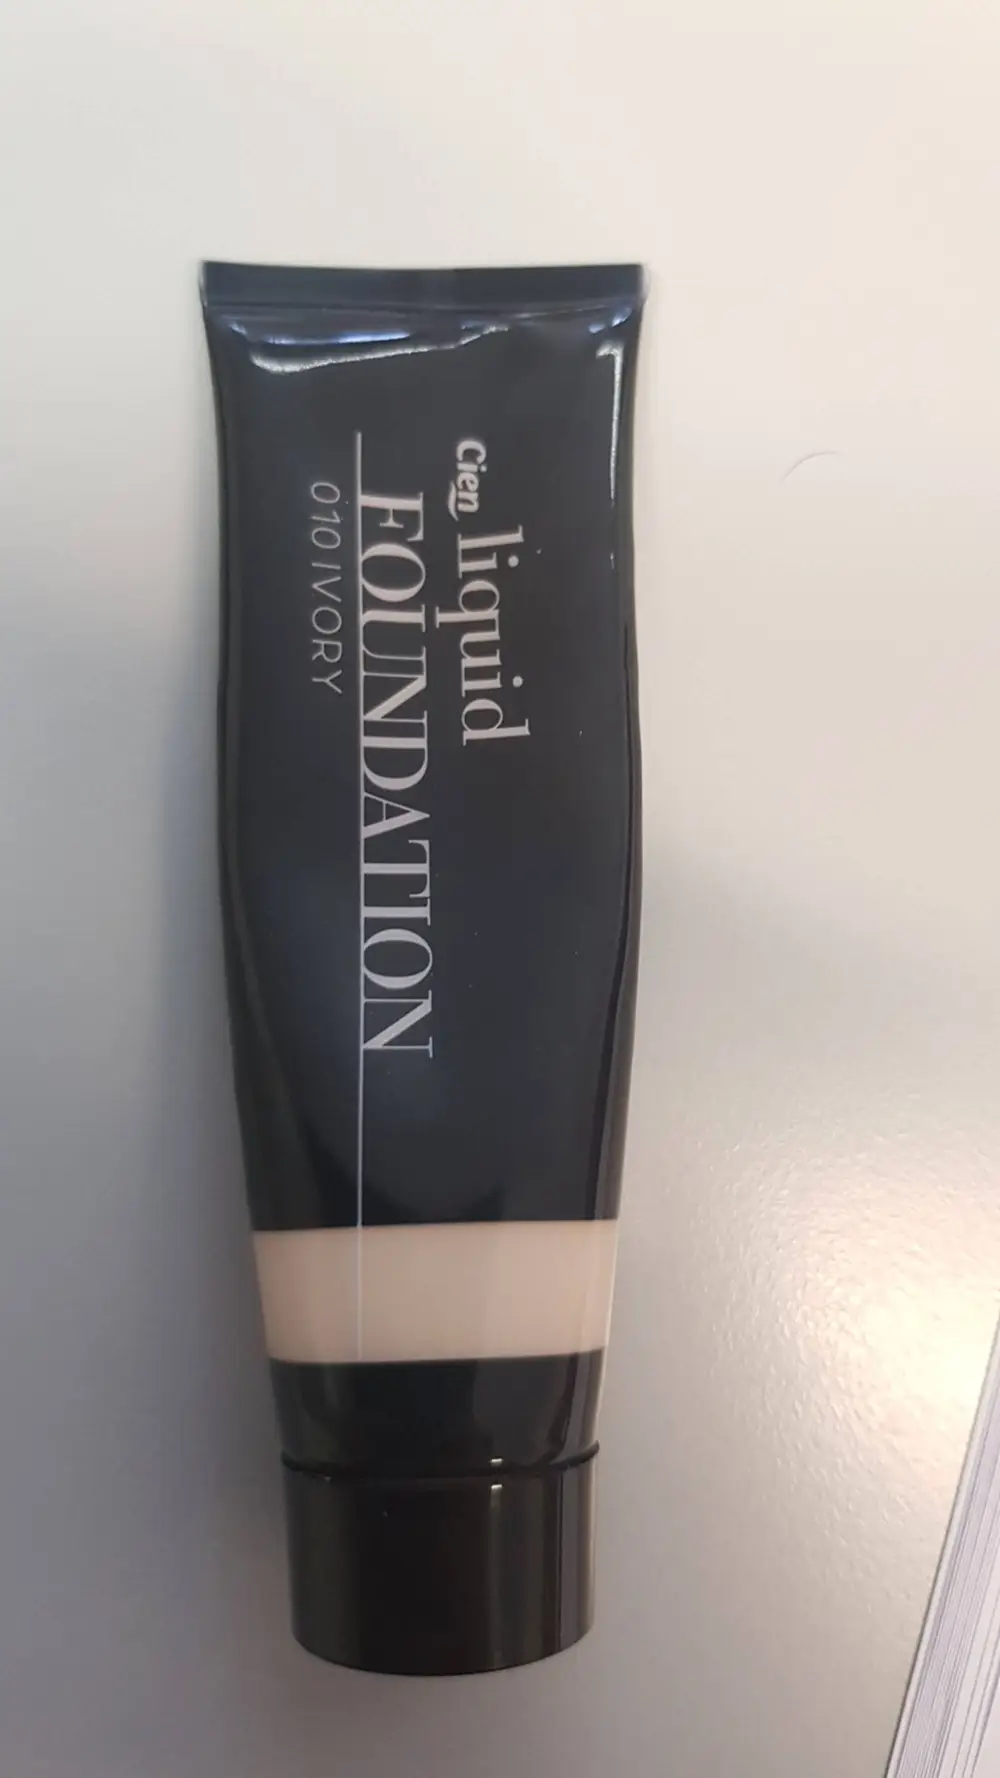 Cien liquid
FOUNDATION
010 IVORY